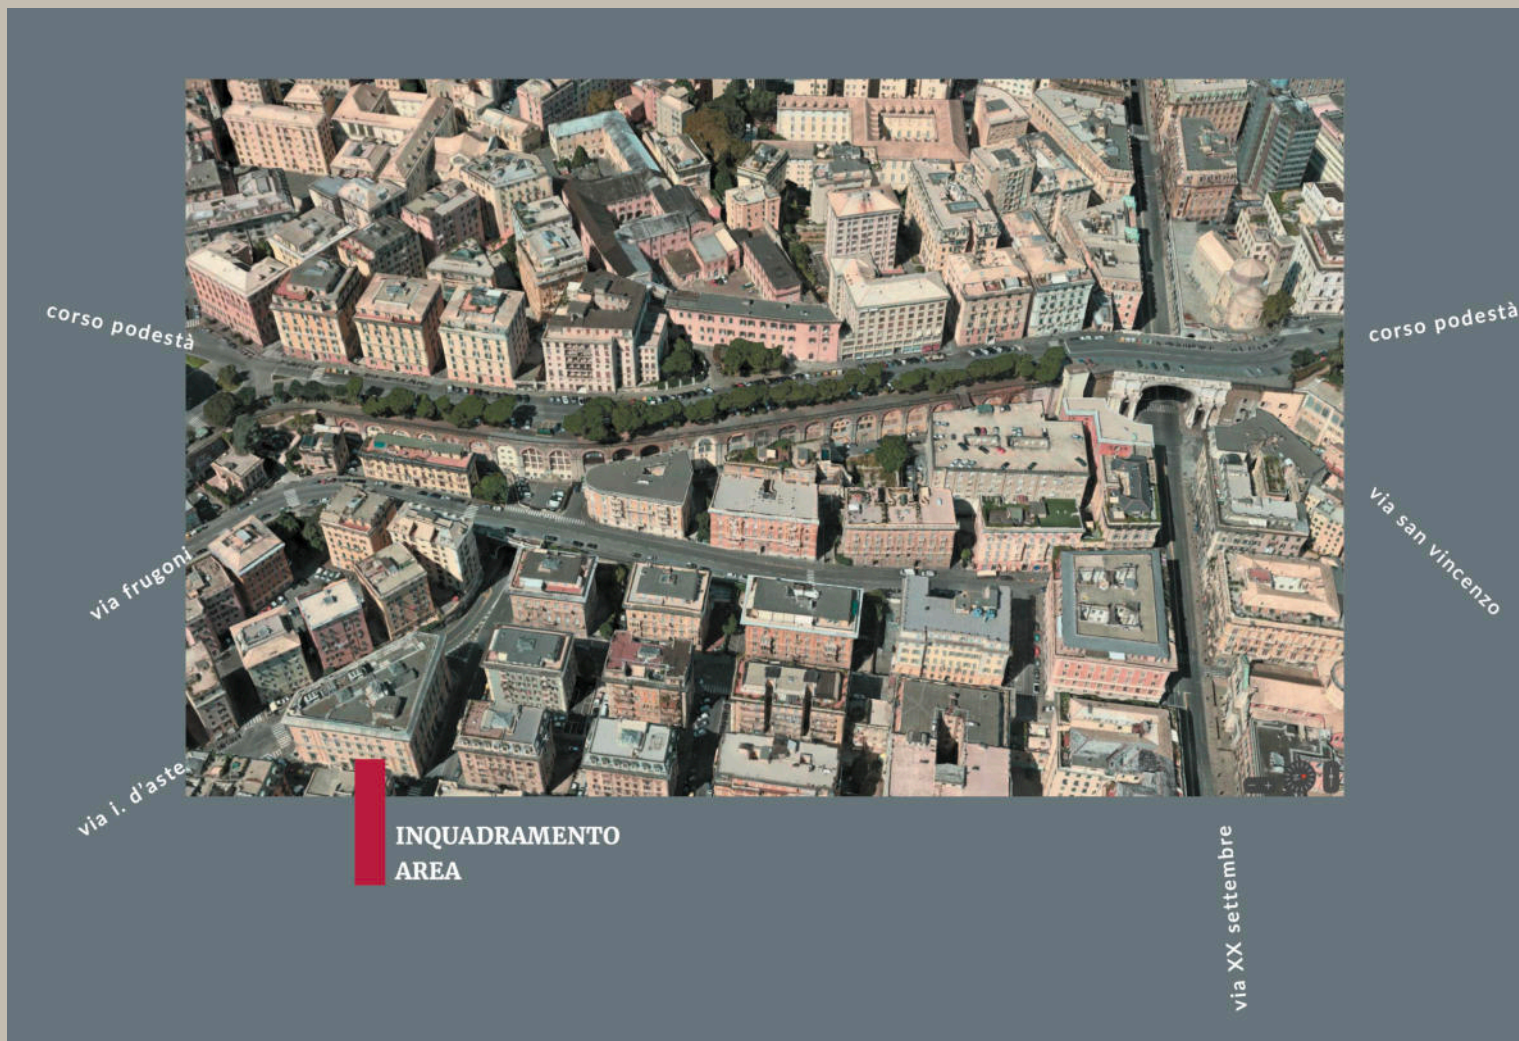 corso podestà
corso podestà
via san vincenzo
via frugoni
via i. d'aste
INQUADRAMENTO
AREA
via XX settembre